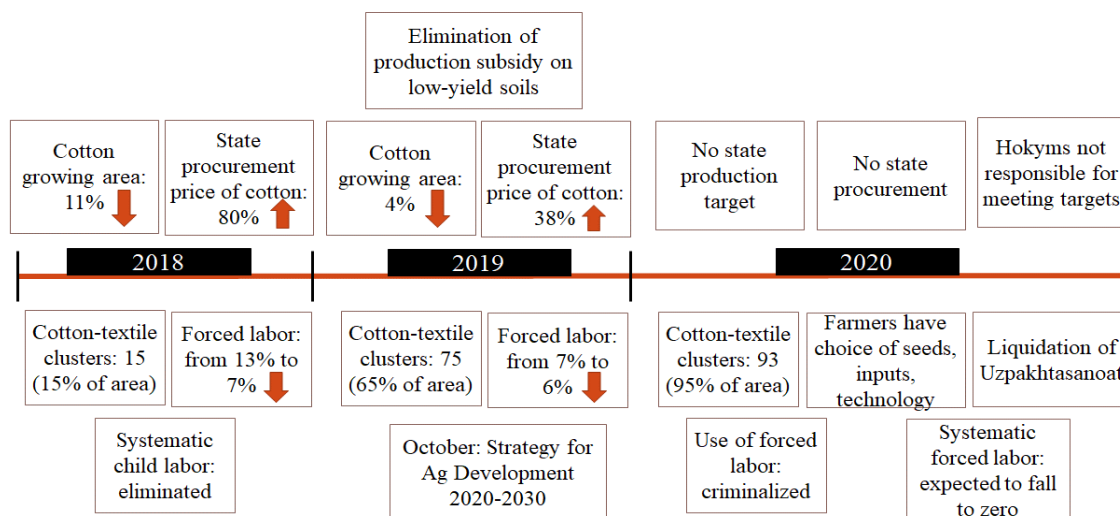 Elimination of
production subsidy on
low-yield soils
Cotton
growing area:
11%
State
procurement
price of cotton:
80%
Cotton
growing area:
4%
State
procurement
price of cotton:
38%
No state
production
target
No state
procurement
Hokyms not
responsible for
meeting targets
2018
2019
2020
Cotton-textile
clusters: 15
(15% of area)
Forced labor:
from 13% to
7%
Cotton-textile
clusters: 75
(65% of area)
Forced labor:
from 7% to
6%
Cotton-textile
clusters: 93
(95% of area)
Farmers have
choice of seeds,
inputs,
technology
Liquidation of
Uzpakhtasanoat
Systematic
child labor:
eliminated
October: Strategy for
Ag Development
2020-2030
Use of forced
labor:
criminalized
Systematic
forced labor:
expected to fall
to zero